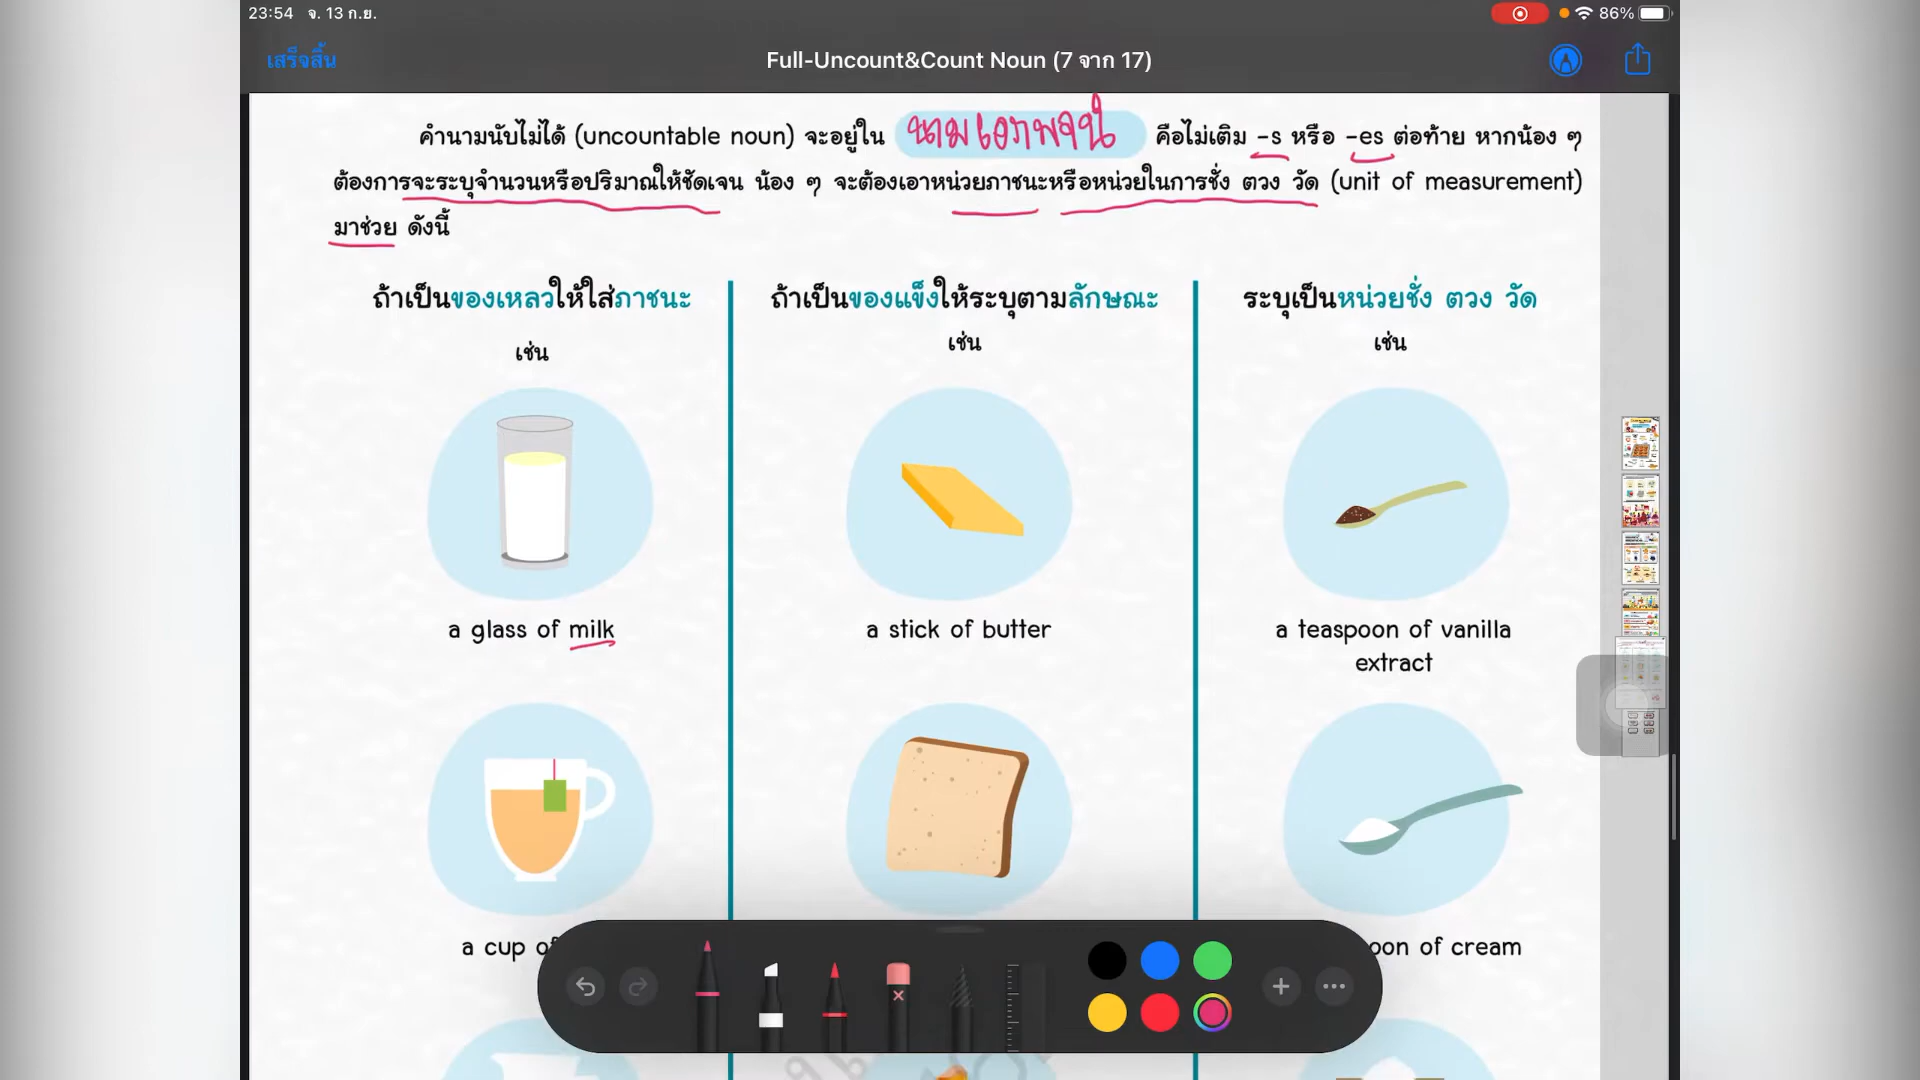 23:54 จ. 13 ก.ย.
86%
เสร็จสิ้น
Full-Uncount&Count Noun (7 จาก 17)
คำนามนับไม่ได้ (uncountable noun) จะอยู่ใน นามเอกพจน์ คือไม่เติม -s หรือ -es ต่อท้าย หากน้อง ๆ
ต้องการจะระบุจำนวนหรือปริมาณให้ชัดเจน น้อง ๆ จะต้องเอาหน่วยภาชนะหรือหน่วยในการชั่ง ตวง วัด (unit of measurement)
มาช่วย ดังนี้
ถ้าเป็นของเหลวให้ใส่ภาชนะ
เช่น
a glass of milk
a cup of
ถ้าเป็นของแข็งให้ระบุตามลักษณะ
เช่น
a stick of butter
ระบุเป็นหน่วยชั่ง ตวง วัด
เช่น
a teaspoon of vanilla
extract
of cream